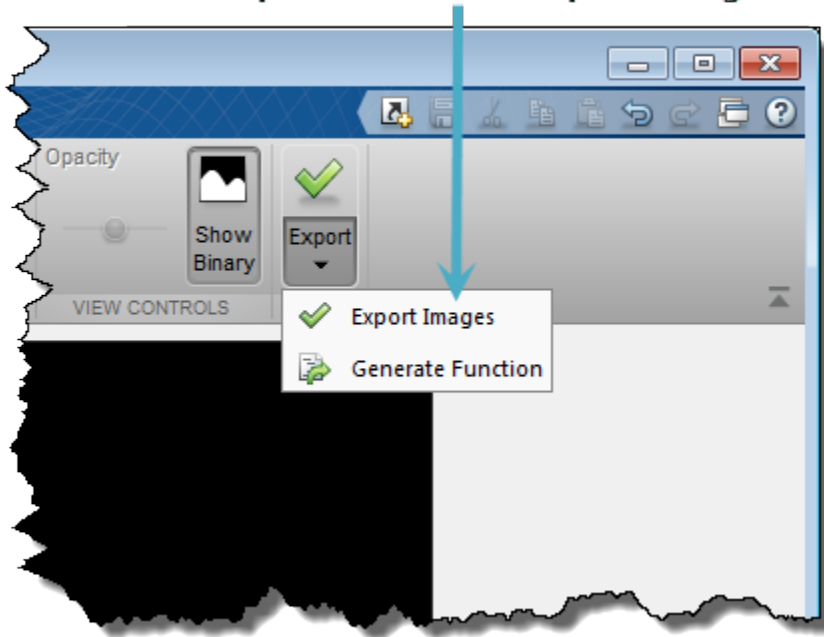 Opacity
Show
Binary
Export
VIEW CONTROLS
Export Images
Generate Function